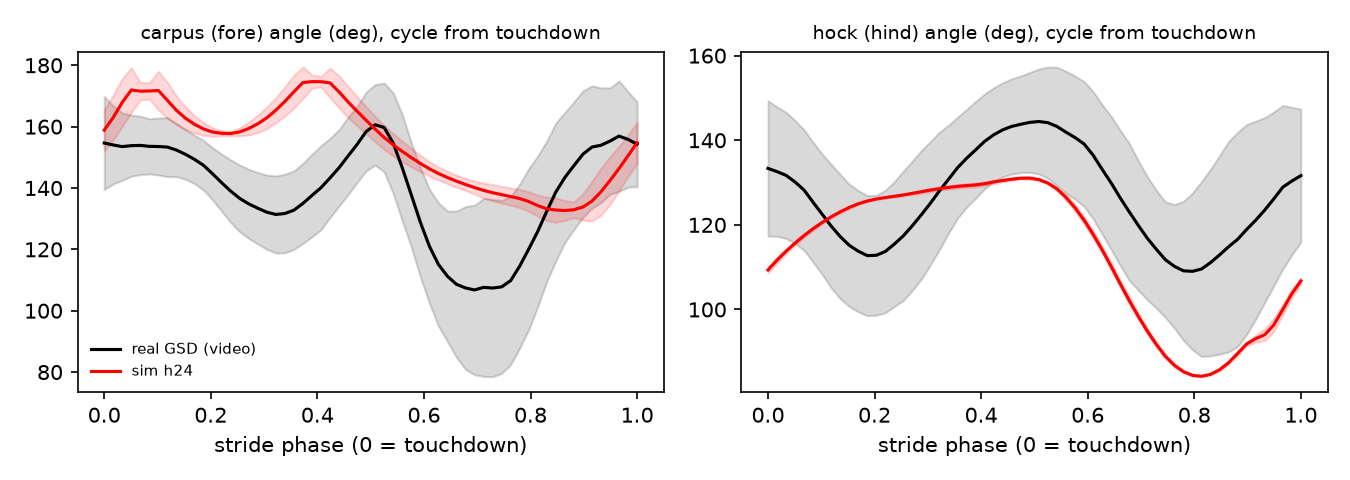 carpus (fore) angle (deg), cycle from touchdown
180
160
140
120
100
80
real GSD (video)
sim h24
0.0 0.2 0.4 0.6 0.8 1.0
stride phase (0 = touchdown)
hock (hind) angle (deg), cycle from touchdown
160
140
120
100
0.0 0.2 0.4 0.6 0.8 1.0
stride phase (0 = touchdown)